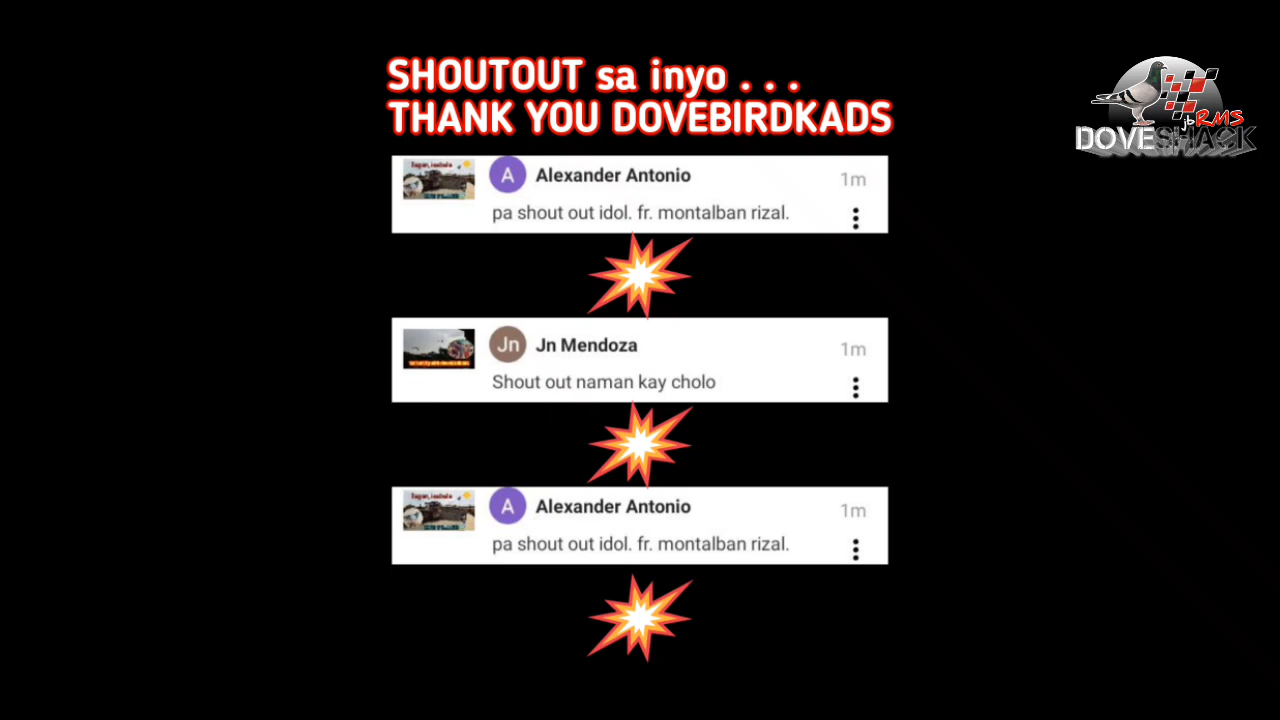 SHOUTOUT sa inyo . . .
THANK YOU DOVEBIRDKADS
jbRMS
DOVESHACK
A Alexander Antonio 1m
pa shout out idol. fr. montalban rizal.
Jn Jn Mendoza 1m
Shout out naman kay cholo
A Alexander Antonio 1m
pa shout out idol. fr. montalban rizal.